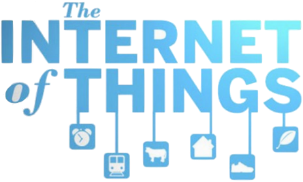 The
INTERNET
of THINGS